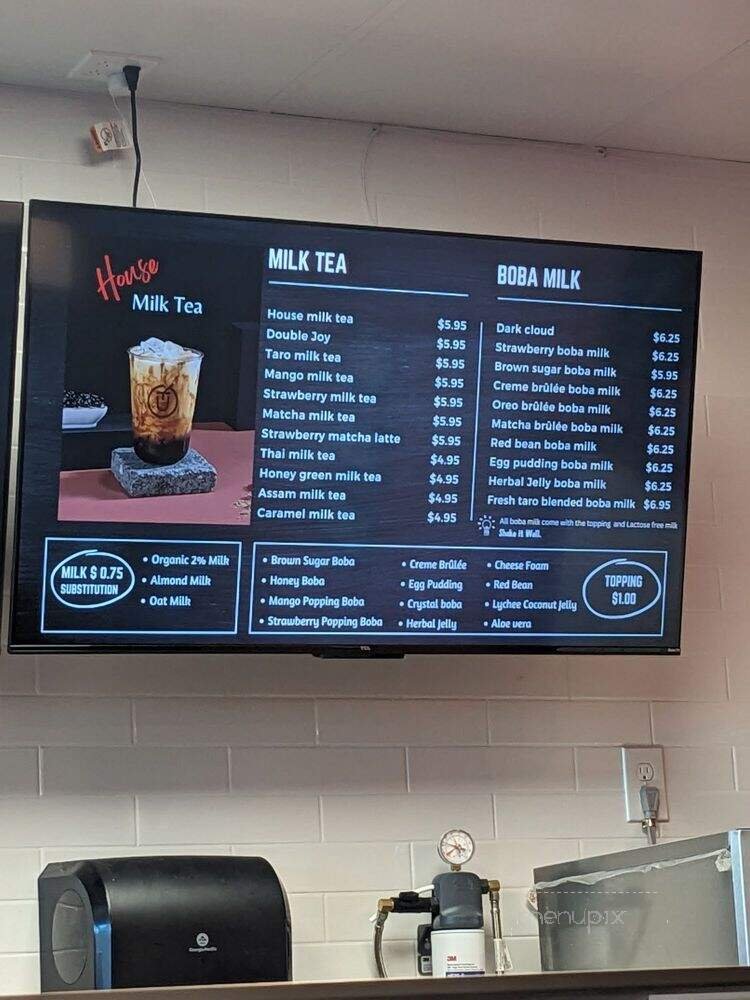 House
Milk Tea
MILK TEA
House milk tea $5.95
Double Joy $5.95
Taro milk tea $5.95
Mango milk tea $5.95
Strawberry milk tea $5.95
Matcha milk tea $5.95
Strawberry matcha latte $5.95
Thai milk tea $4.95
Honey green milk tea $4.95
Assam milk tea $4.95
Caramel milk tea $4.95
BOBA MILK
Dark cloud $6.25
Strawberry boba milk $6.25
Brown sugar boba milk $5.95
Creme brûlée boba milk $6.25
Oreo brûlée boba milk $6.25
Matcha brûlée boba milk $6.25
Red bean boba milk $6.25
Egg pudding boba milk $6.25
Herbal Jelly boba milk $6.25
Fresh taro blended boba milk $6.95
All boba milk come with the topping and Lactose free milk
Shake it Well.
MILK $ 0.75
SUBSTITUTION
• Organic 2% Milk
• Almond Milk
• Oat Milk
• Brown Sugar Boba
• Honey Boba
• Mango Popping Boba
• Strawberry Popping Boba
• Creme Brûlée
• Egg Pudding
• Crystal boba
• Herbal Jelly
• Cheese Foam
• Red Bean
• Lychee Coconut Jelly
• Aloe vera
TOPPING
$1.00
TCL
Georgia-Pacific
3M
menupix